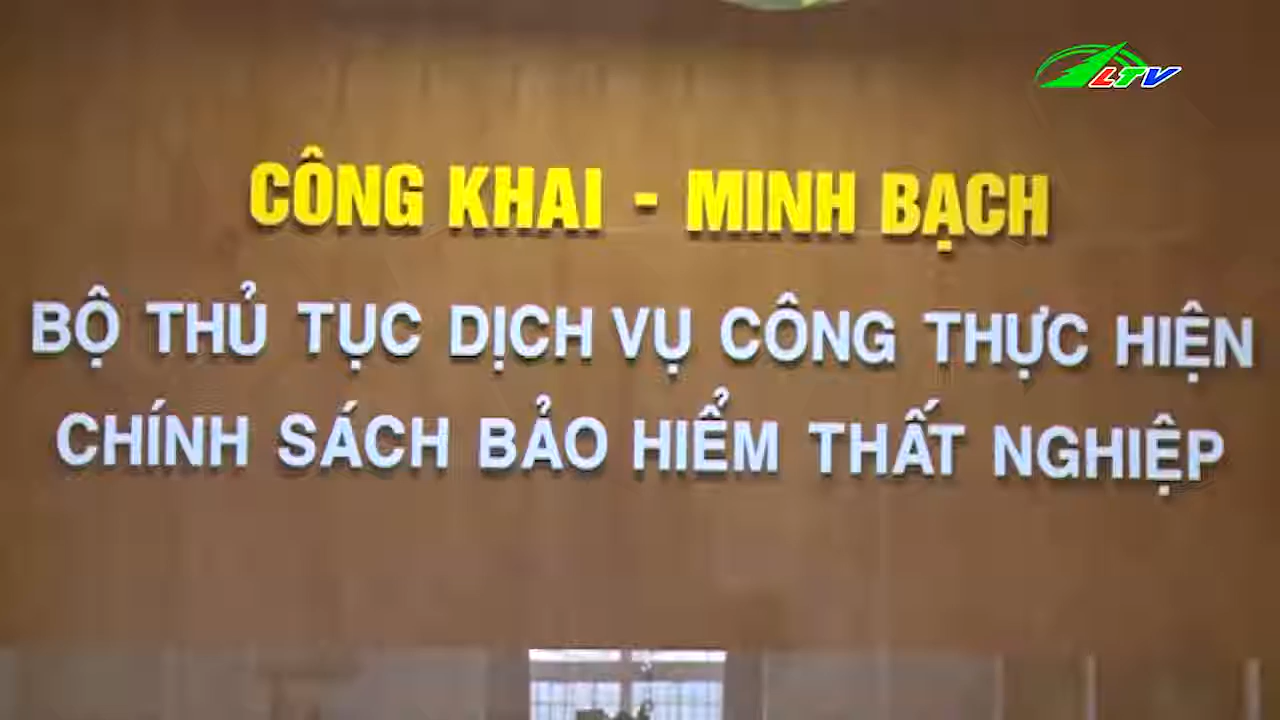 LTV
CÔNG KHAI - MINH BẠCH
BỘ THỦ TỤC DỊCH VỤ CÔNG THỰC HIỆN
CHÍNH SÁCH BẢO HIỂM THẤT NGHIỆP